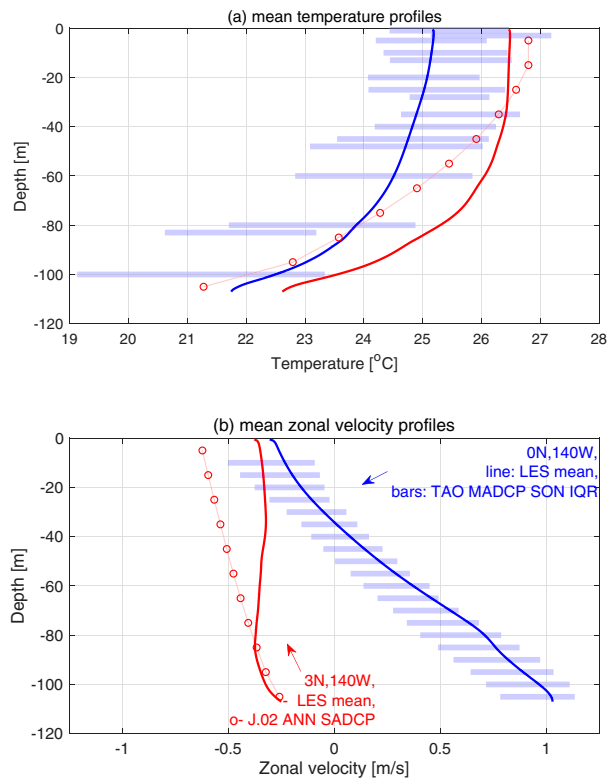 (a) mean temperature profiles
0
-20
-40
-60
-80
-100
-120
Depth [m]
19 20 21 22 23 24 25 26 27 28
Temperature [°C]
(b) mean zonal velocity profiles
0
-20
-40
-60
-80
-100
-120
Depth [m]
0N,140W,
line: LES mean,
bars: TAO MADCP SON IQR
3N,140W,
- LES mean,
o- J.02 ANN SADCP
-1 -0.5 0 0.5 1
Zonal velocity [m/s]